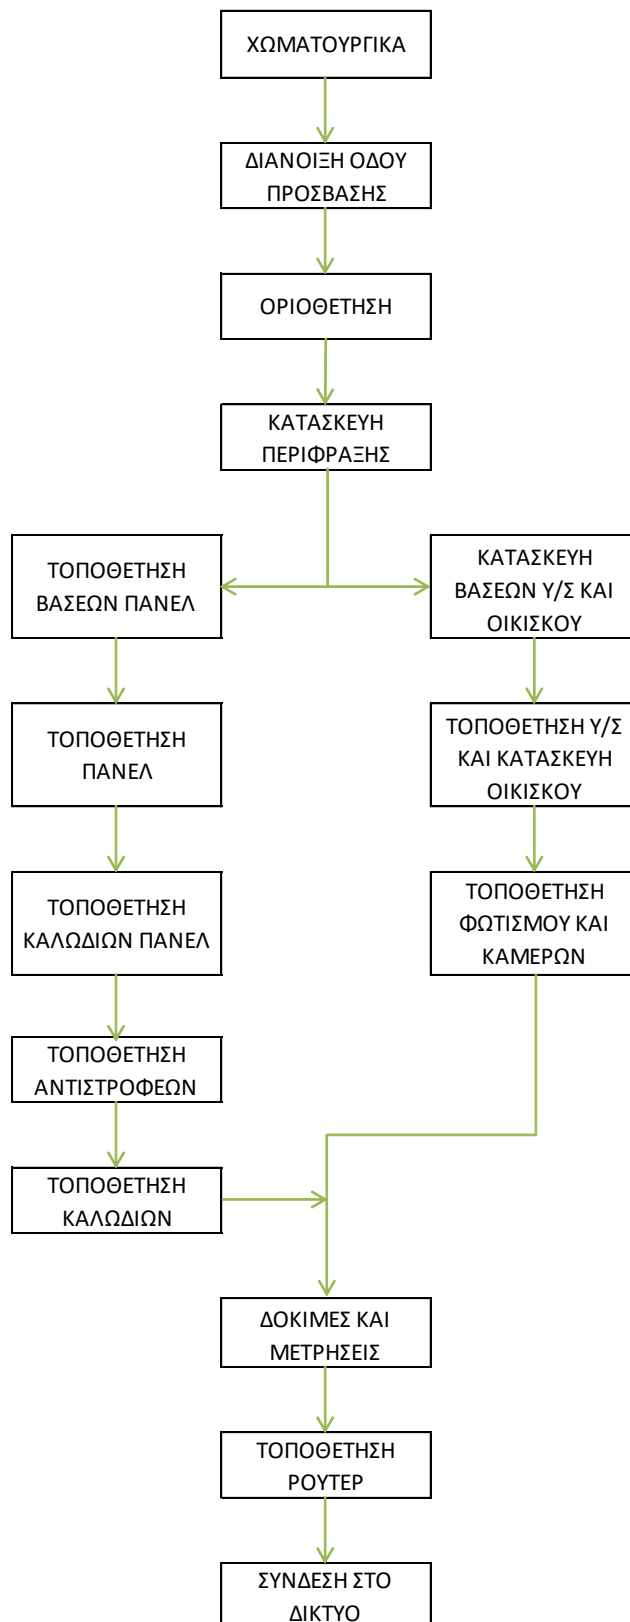 ΧΩΜΑΤΟΥΡΓΙΚΑ
ΔΙΑΝΟΙΞΗ ΟΔΟΥ
ΠΡΟΣΒΑΣΗΣ
ΟΡΙΟΘΕΤΗΣΗ
ΚΑΤΑΣΚΕΥΗ
ΠΕΡΙΦΡΑΞΗΣ
ΤΟΠΟΘΕΤΗΣΗ
ΒΑΣΕΩΝ ΠΑΝΕΛ
ΤΟΠΟΘΕΤΗΣΗ
ΠΑΝΕΛ
ΤΟΠΟΘΕΤΗΣΗ
ΚΑΛΩΔΙΩΝ ΠΑΝΕΛ
ΤΟΠΟΘΕΤΗΣΗ
ΑΝΤΙΣΤΡΟΦΕΩΝ
ΤΟΠΟΘΕΤΗΣΗ
ΚΑΛΩΔΙΩΝ
ΚΑΤΑΣΚΕΥΗ
ΒΑΣΕΩΝ Υ/Σ ΚΑΙ
ΟΙΚΙΣΚΟΥ
ΤΟΠΟΘΕΤΗΣΗ Υ/Σ
ΚΑΙ ΚΑΤΑΣΚΕΥΗ
ΟΙΚΙΣΚΟΥ
ΤΟΠΟΘΕΤΗΣΗ
ΦΩΤΙΣΜΟΥ ΚΑΙ
ΚΑΜΕΡΩΝ
ΔΟΚΙΜΕΣ ΚΑΙ
ΜΕΤΡΗΣΕΙΣ
ΤΟΠΟΘΕΤΗΣΗ
ΡΟΥΤΕΡ
ΣΥΝΔΕΣΗ ΣΤΟ
ΔΙΚΤΥΟ